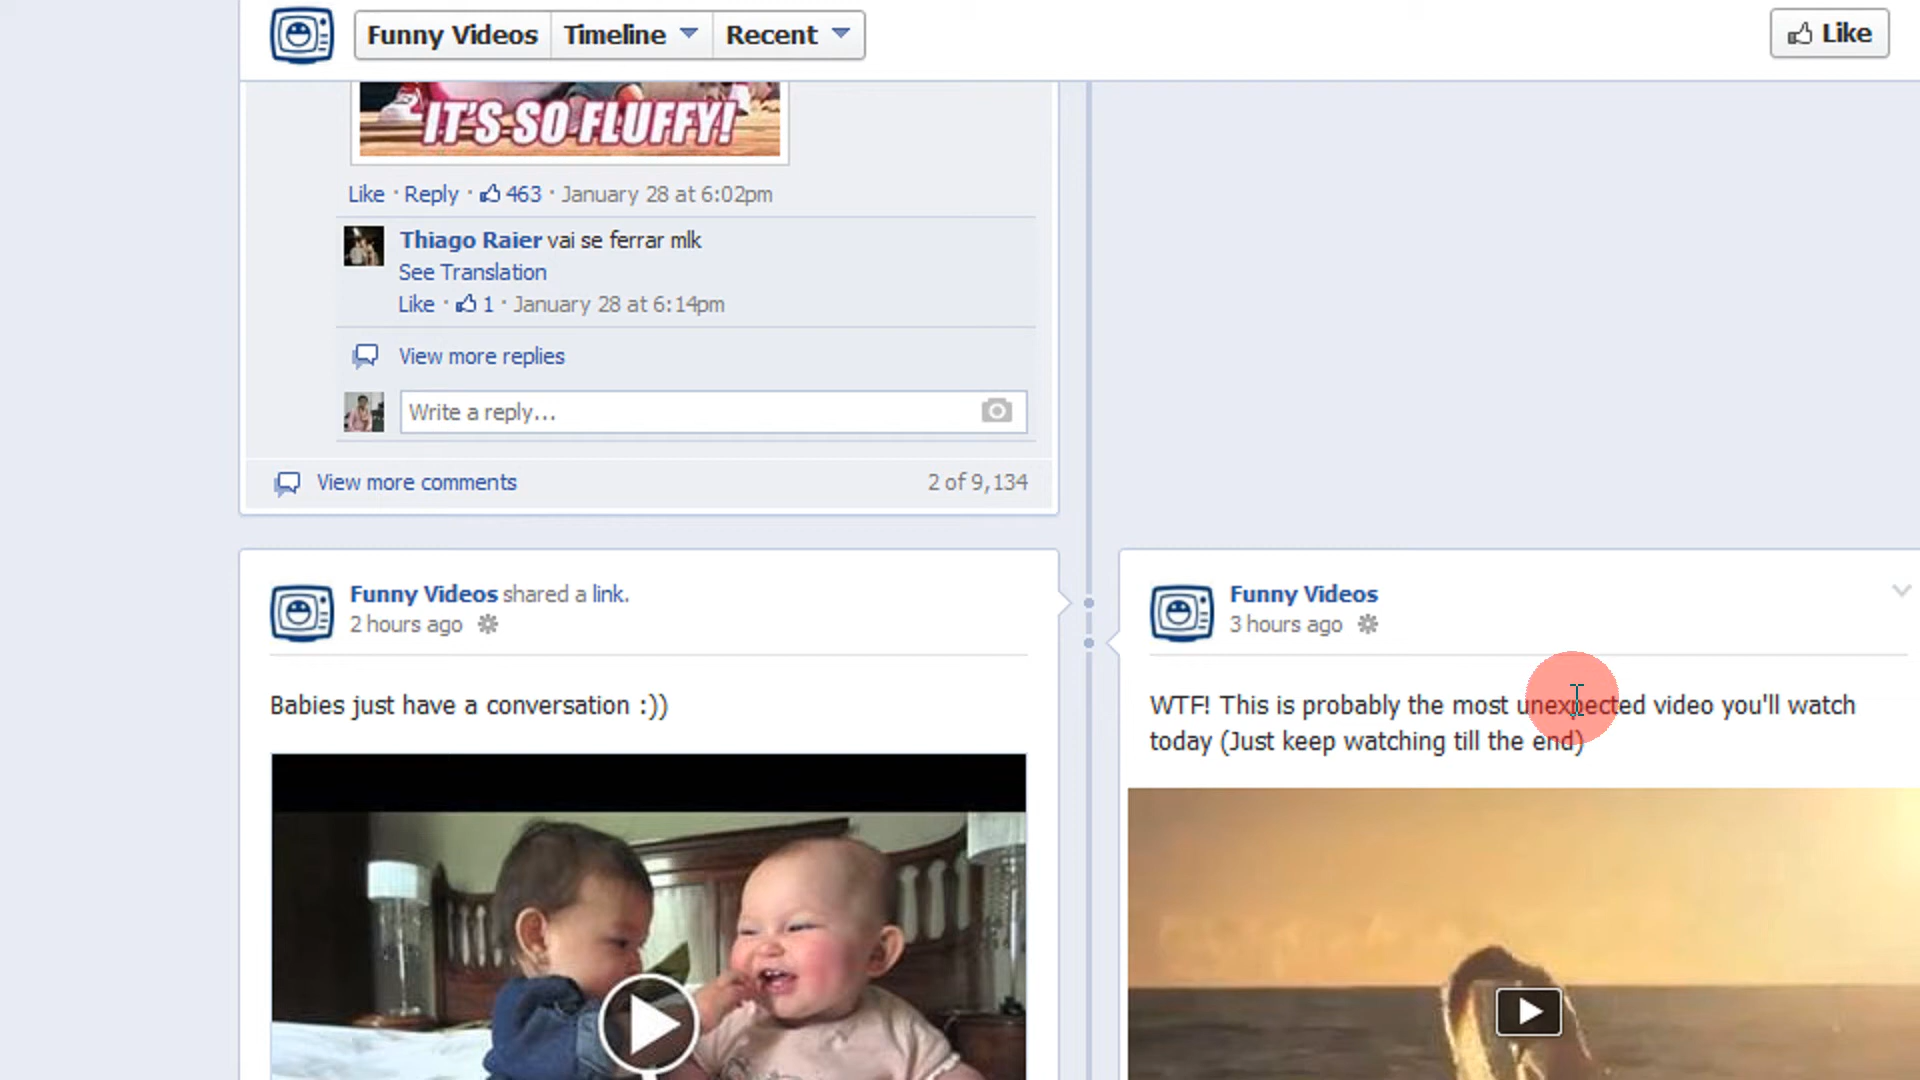 Funny Videos Timeline Recent Like
IT'S SO FLUFFY!
Like · Reply · 463 · January 28 at 6:02pm
Thiago Raier vai se ferrar mlk
See Translation
Like · 1 · January 28 at 6:14pm
View more replies
Write a reply...
View more comments 2 of 9,134
Funny Videos shared a link.
2 hours ago
Babies just have a conversation :))
Funny Videos
3 hours ago
WTF! This is probably the most unexpected video you'll watch
today (Just keep watching till the end)